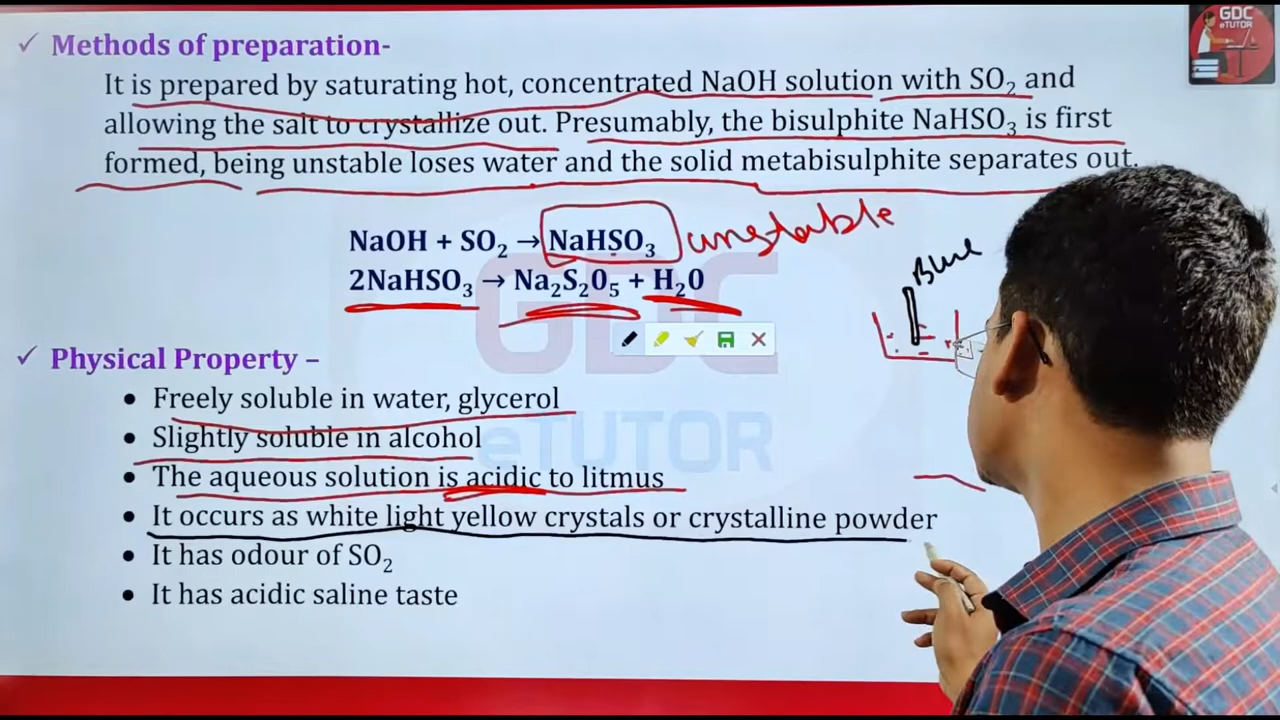 GDC
eTUTOR
✓ Methods of preparation-
It is prepared by saturating hot, concentrated NaOH solution with SO₂ and
allowing the salt to crystallize out. Presumably, the bisulphite NaHSO₃ is first
formed, being unstable loses water and the solid metabisulphite separates out.
NaOH + SO₂ → NaHSO₃ unstable
2NaHSO₃ → Na₂S₂O₅ + H₂O
Blue
GDC
eTUTOR
✓ Physical Property –
• Freely soluble in water, glycerol
• Slightly soluble in alcohol
• The aqueous solution is acidic to litmus
• It occurs as white light yellow crystals or crystalline powder
• It has odour of SO₂
• It has acidic saline taste